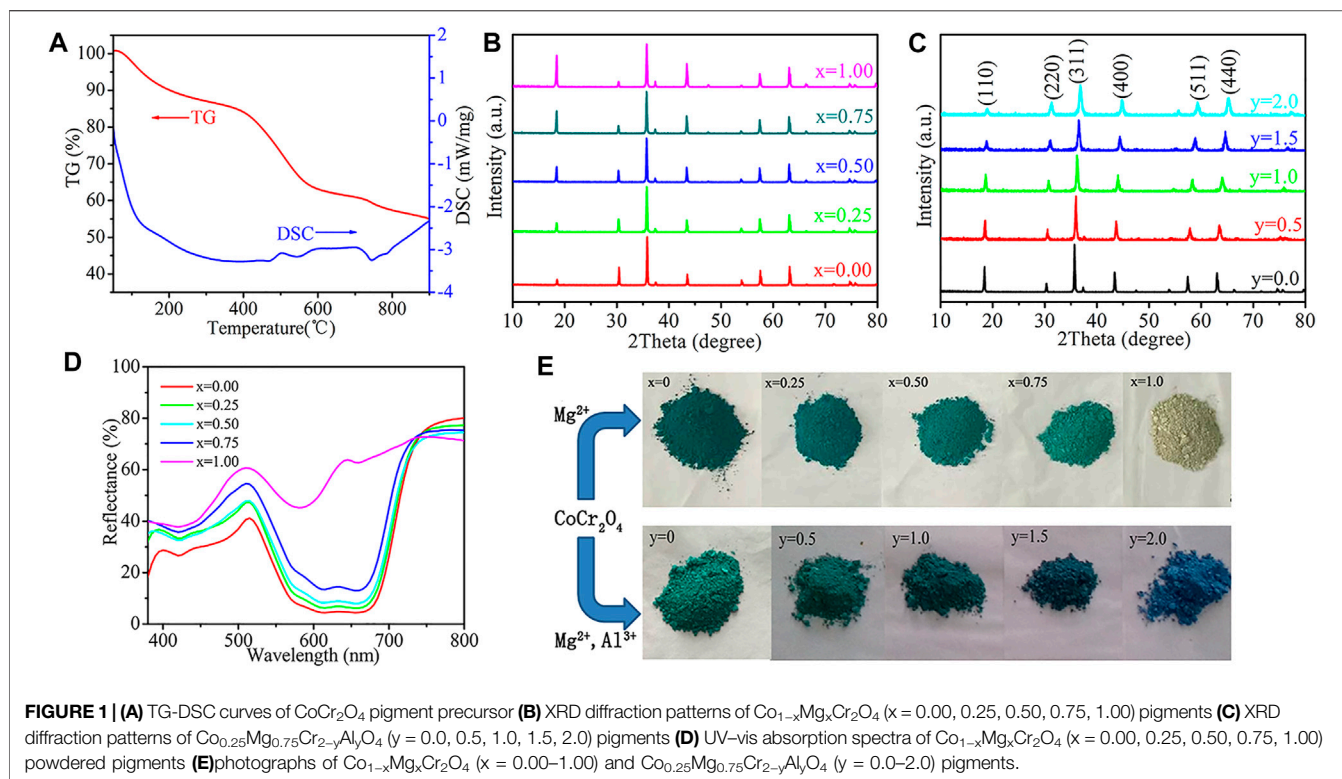 A
TG (%)
100
90
80
70
60
50
40
2
1
0
-1
-2
-3
-4
DSC (mW/mg)
TG
DSC
200
400
600
800
Temperature(℃)
B
Intensity (a.u.)
x=1.00
x=0.75
x=0.50
x=0.25
x=0.00
10 20 30 40 50 60 70 80
2Theta (degree)
C
Intensity (a.u.)
(110) (220) (311) (400) (511) (440)
y=2.0
y=1.5
y=1.0
y=0.5
y=0.0
10 20 30 40 50 60 70 80
2Theta (degree)
D
Reflectance (%)
100
80
60
40
20
0
x=0.00
x=0.25
x=0.50
x=0.75
x=1.00
400 500 600 700 800
Wavelength (nm)
E
x=0 x=0.25 x=0.50 x=0.75 x=1.0
Mg²⁺
CoCr₂O₄
y=0 y=0.5 y=1.0 y=1.5 y=2.0
Mg²⁺, Al³⁺
FIGURE 1 | (A) TG-DSC curves of CoCr₂O₄ pigment precursor (B) XRD diffraction patterns of Co₁₋ₓMgₓCr₂O₄ (x = 0.00, 0.25, 0.50, 0.75, 1.00) pigments (C) XRD
diffraction patterns of Co₀.₂₅Mg₀.₇₅Cr₂₋yAlyO₄ (y = 0.0, 0.5, 1.0, 1.5, 2.0) pigments (D) UV–vis absorption spectra of Co₁₋ₓMgₓCr₂O₄ (x = 0.00, 0.25, 0.50, 0.75, 1.00)
powdered pigments (E)photographs of Co₁₋ₓMgₓCr₂O₄ (x = 0.00–1.00) and Co₀.₂₅Mg₀.₇₅Cr₂₋yAlyO₄ (y = 0.0–2.0) pigments.